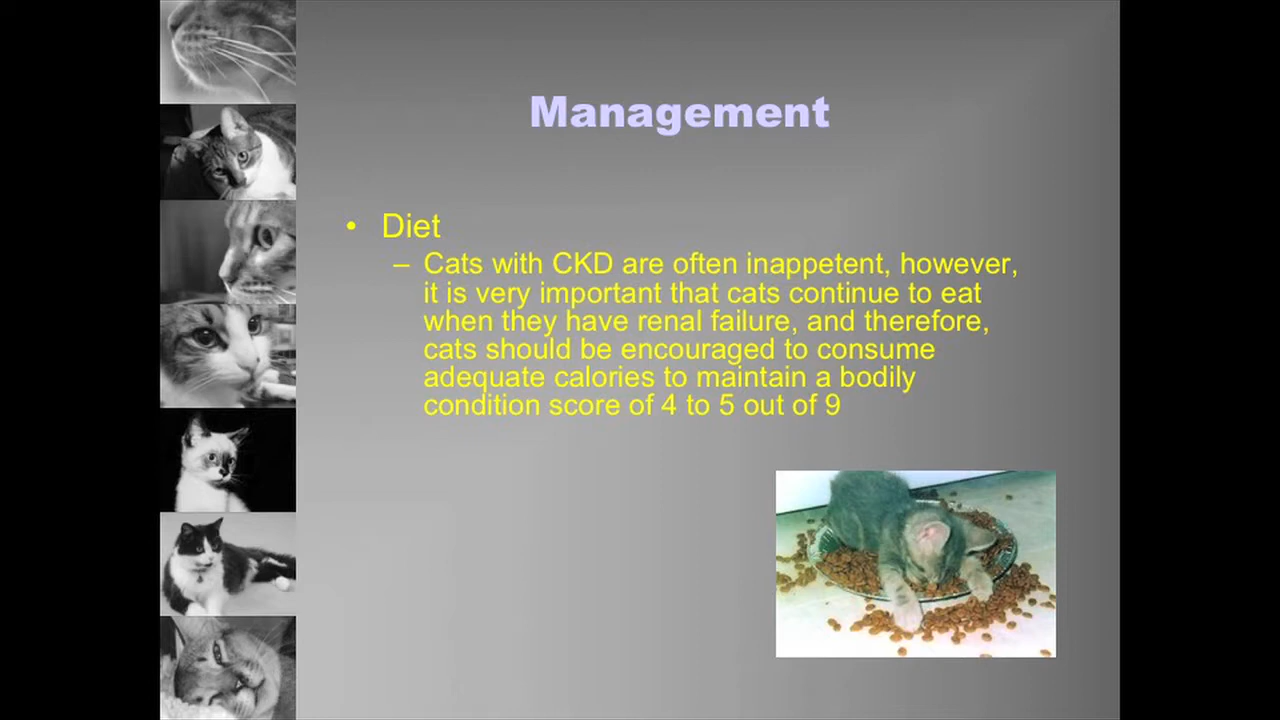 Management
• Diet
– Cats with CKD are often inappetent, however,
it is very important that cats continue to eat
when they have renal failure, and therefore,
cats should be encouraged to consume
adequate calories to maintain a bodily
condition score of 4 to 5 out of 9